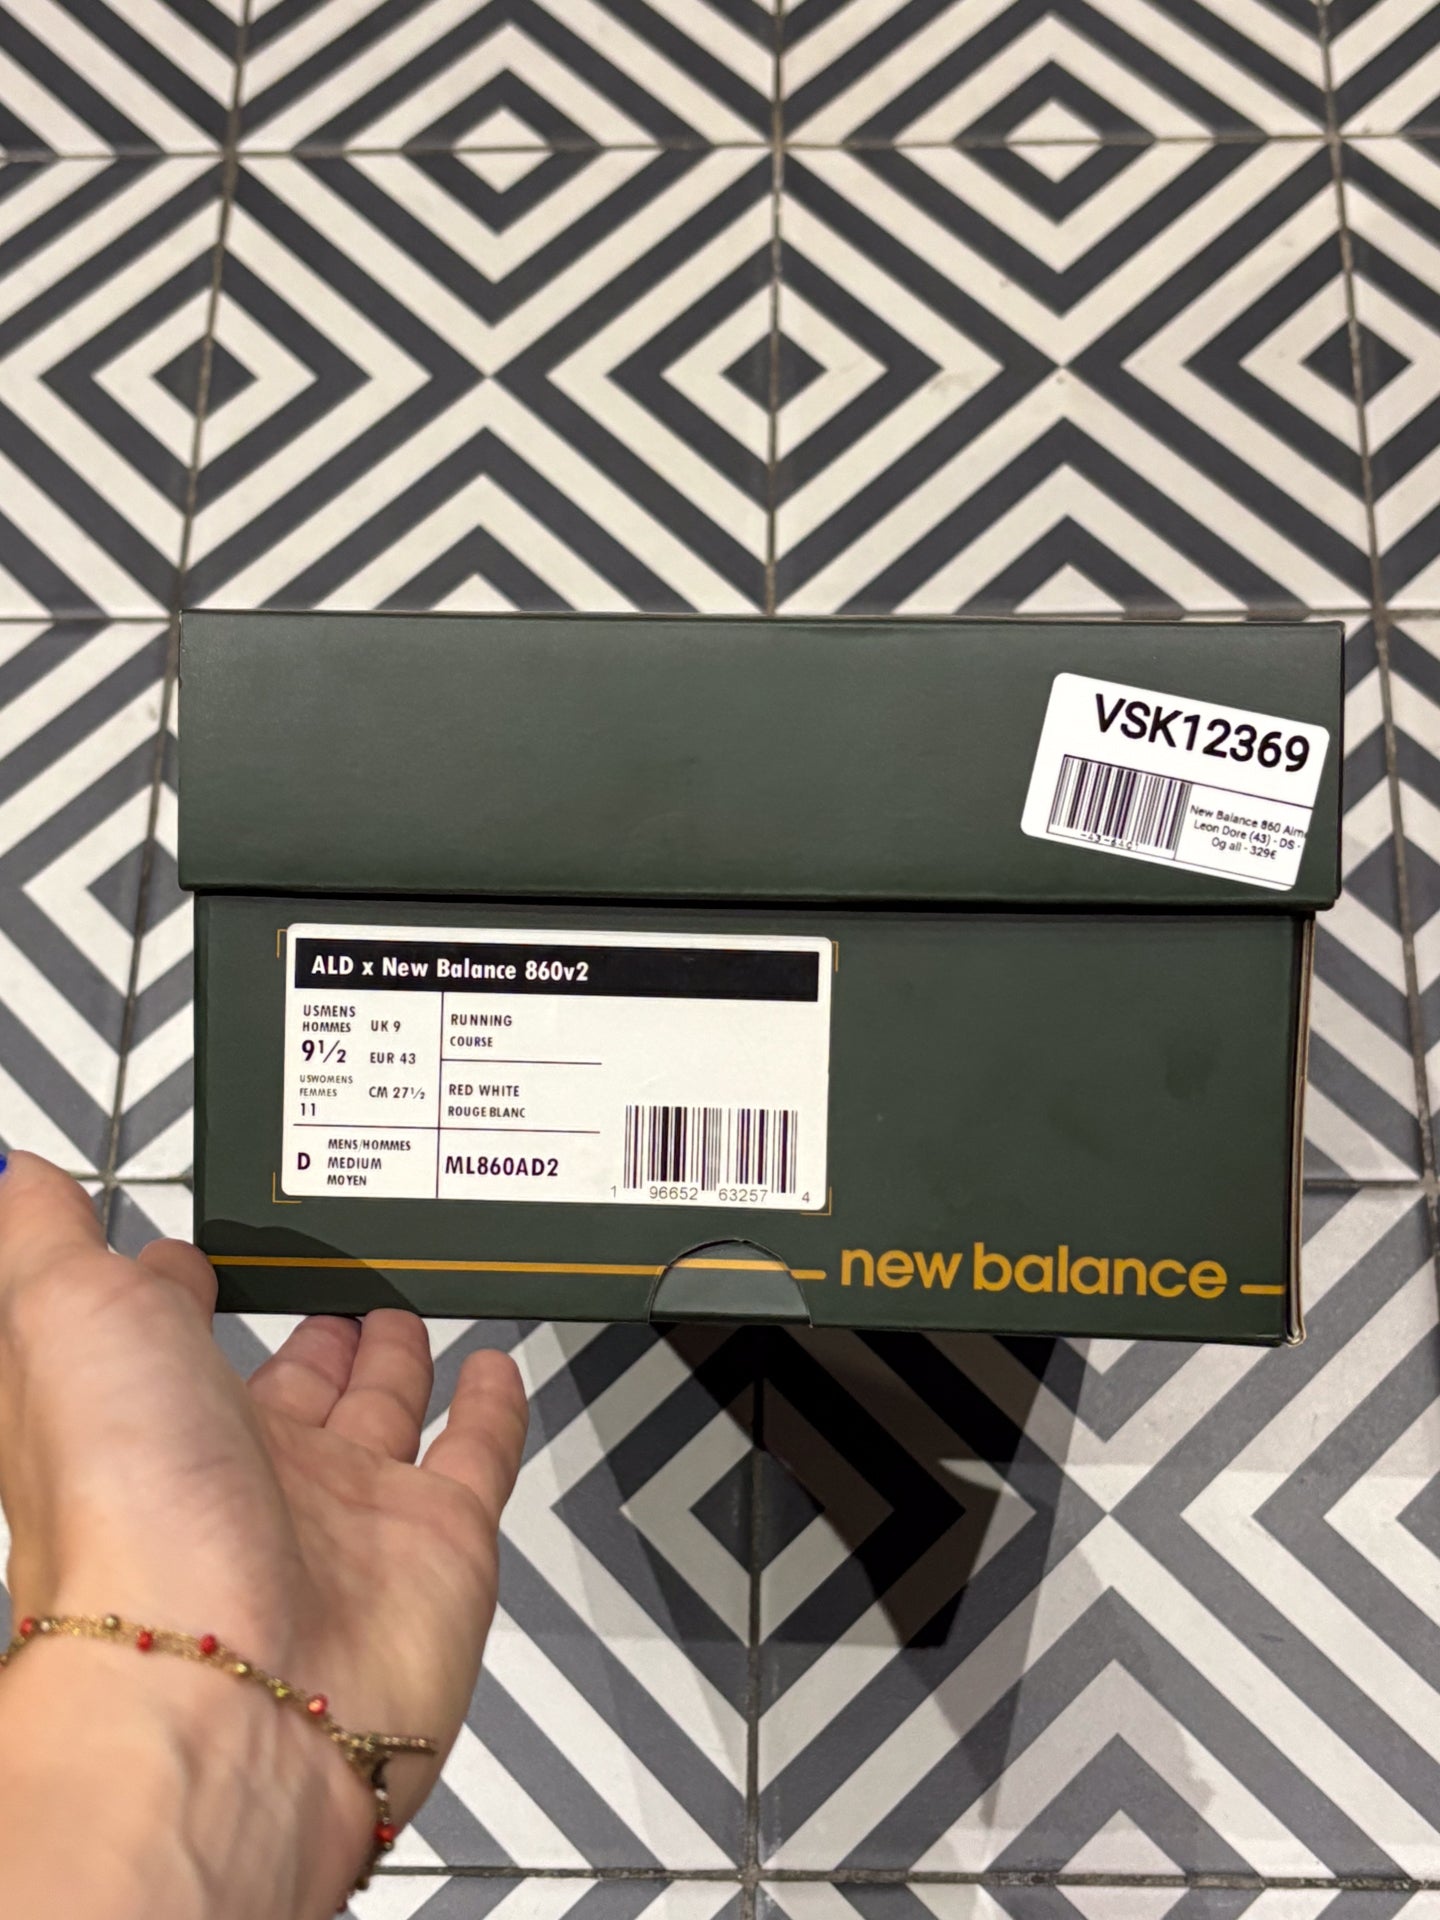 VSK12369
New Balance 860 Aim
Leon Dore (43) - DS -
Og all - 329€
ALD x New Balance 860v2
USMENS
HOMMES
9½
UK 9
EUR 43
USWOMENS
FEMMES
11
CM 27½
RUNNING
COURSE
RED WHITE
ROUGE BLANC
D
MENS/HOMMES
MEDIUM
MOYEN
ML860AD2
1 96652 63257 4
new balance